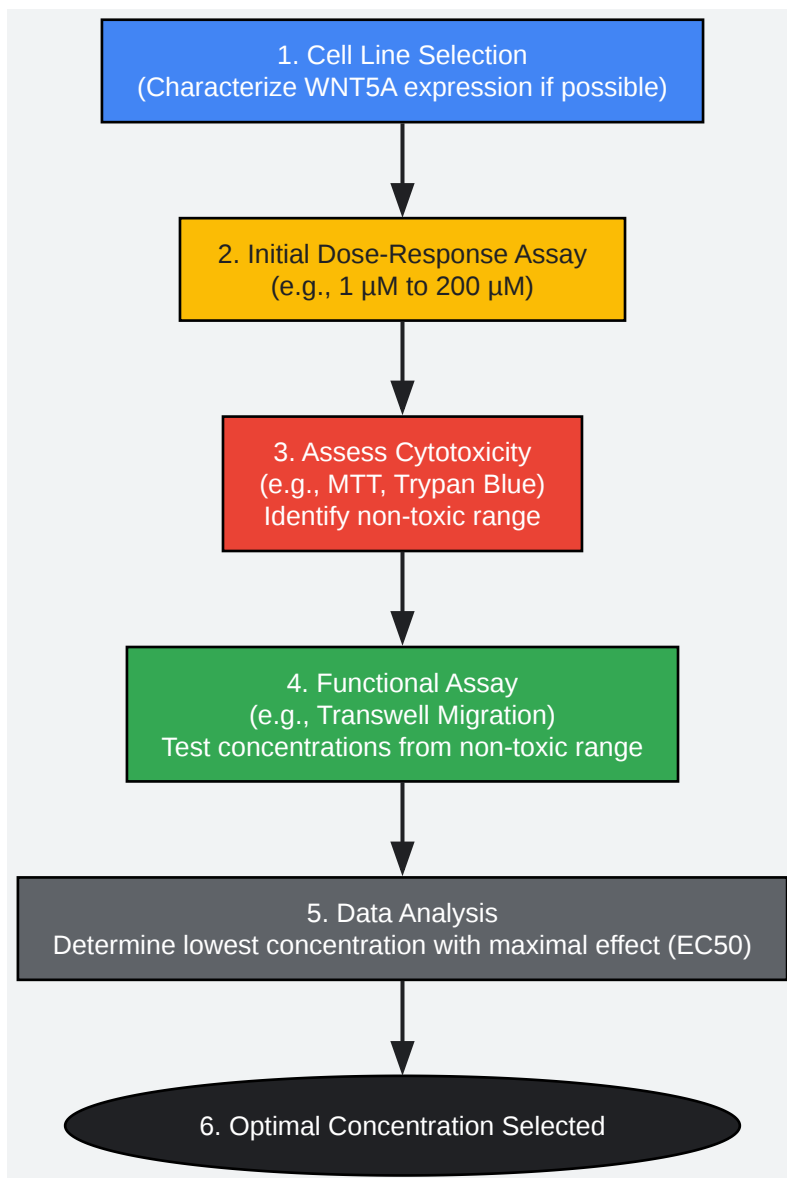 1. Cell Line Selection
(Characterize WNT5A expression if possible)
2. Initial Dose-Response Assay
(e.g., 1 µM to 200 µM)
3. Assess Cytotoxicity
(e.g., MTT, Trypan Blue)
Identify non-toxic range
4. Functional Assay
(e.g., Transwell Migration)
Test concentrations from non-toxic range
5. Data Analysis
Determine lowest concentration with maximal effect (EC50)
6. Optimal Concentration Selected